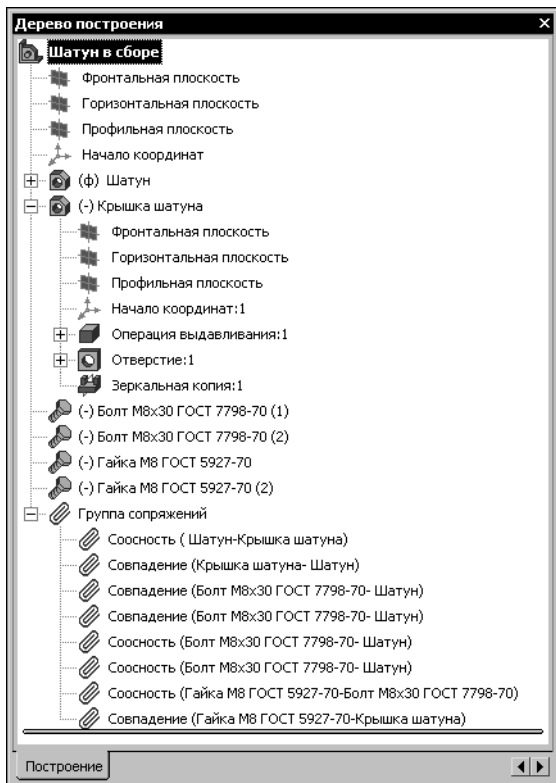 Дерево построения
Шатун в сборе
Фронтальная плоскость
Горизонтальная плоскость
Профильная плоскость
Начало координат
(ф) Шатун
(-) Крышка шатуна
Фронтальная плоскость
Горизонтальная плоскость
Профильная плоскость
Начало координат:1
Операция выдавливания:1
Отверстие:1
Зеркальная копия:1
(-) Болт М8х30 ГОСТ 7798-70 (1)
(-) Болт М8х30 ГОСТ 7798-70 (2)
(-) Гайка М8 ГОСТ 5927-70
(-) Гайка М8 ГОСТ 5927-70 (2)
Группа сопряжений
Соосность ( Шатун-Крышка шатуна)
Совпадение (Крышка шатуна- Шатун)
Совпадение (Болт М8х30 ГОСТ 7798-70- Шатун)
Совпадение (Болт М8х30 ГОСТ 7798-70- Шатун)
Соосность (Болт М8х30 ГОСТ 7798-70- Шатун)
Соосность (Болт М8х30 ГОСТ 7798-70- Шатун)
Соосность (Гайка М8 ГОСТ 5927-70-Болт М8х30 ГОСТ 7798-70)
Совпадение (Гайка М8 ГОСТ 5927-70-Крышка шатуна)
Построение